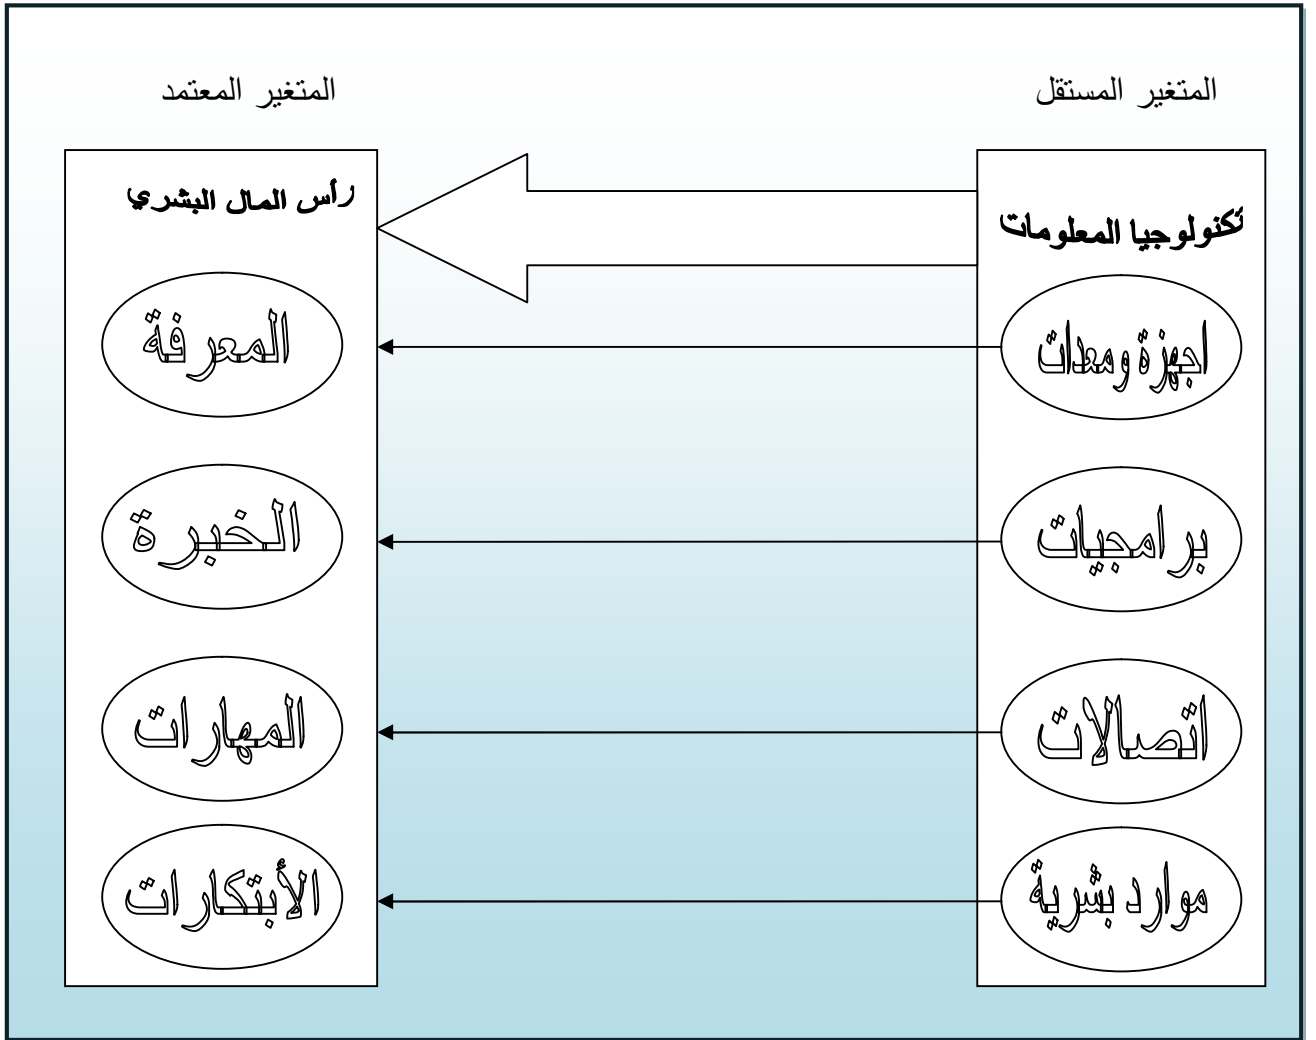 المتغير المستقل
المتغير المعتمد
تكنولوجيا المعلومات
اجهزة ومعدات
برامجيات
اتصالات
موارد بشرية
رأس المال البشري
المعرفة
الخبرة
المهارات
الأبتكارات